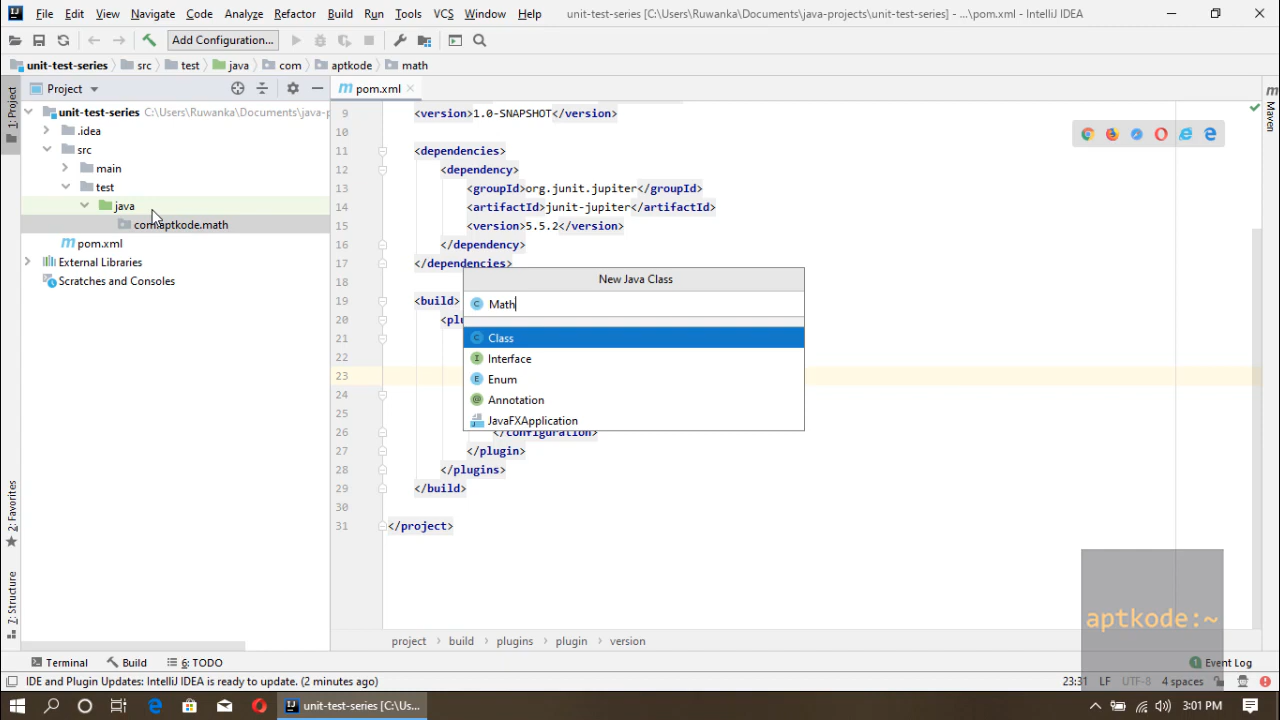 File Edit View Navigate Code Analyze Refactor Build Run Tools VCS Window Help unit-test-series [C:\Users\Ruwanka\Documents\java-projects\unit-test-series] - ...\pom.xml - IntelliJ IDEA
Add Configuration...
unit-test-series src test java com aptkode math
1: Project
Project
pom.xml
unit-test-series C:\Users\Ruwanka\Documents\java-p
.idea
src
main
test
java
com.aptkode.math
pom.xml
External Libraries
Scratches and Consoles
9 <version>1.0-SNAPSHOT</version>
10
11 <dependencies>
12 <dependency>
13 <groupId>org.junit.jupiter</groupId>
14 <artifactId>junit-jupiter</artifactId>
15 <version>5.5.2</version>
16 </dependency>
17 </dependencies>
18
19 <build>
20 <plu
21
22
23
24
25
26 </configuration>
27 </plugin>
28 </plugins>
29 </build>
30
31 </project>
New Java Class
Math
Class
Interface
Enum
Annotation
JavaFXApplication
Maven
2: Favorites
7: Structure
aptkode:~
project build plugins plugin version
Terminal Build 6: TODO 1 Event Log
IDE and Plugin Updates: IntelliJ IDEA is ready to update. (2 minutes ago) 23:31 LF UTF-8 4 spaces
unit-test-series [C:\Us... 3:01 PM